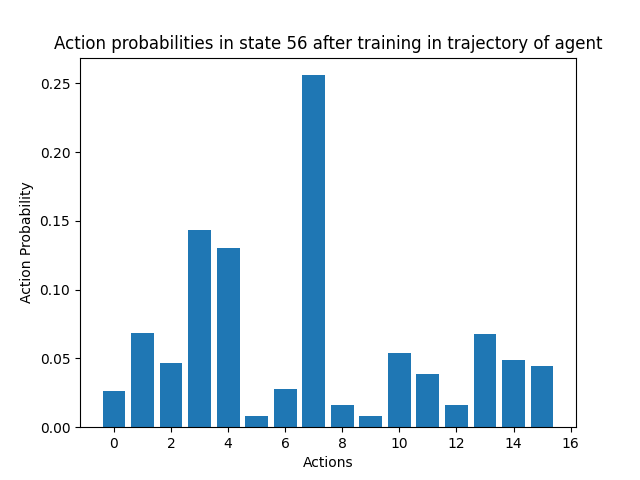 Action probabilities in state 56 after training in trajectory of agent
0.25
0.20
0.15
0.10
0.05
0.00
Action Probability
0 2 4 6 8 10 12 14 16
Actions